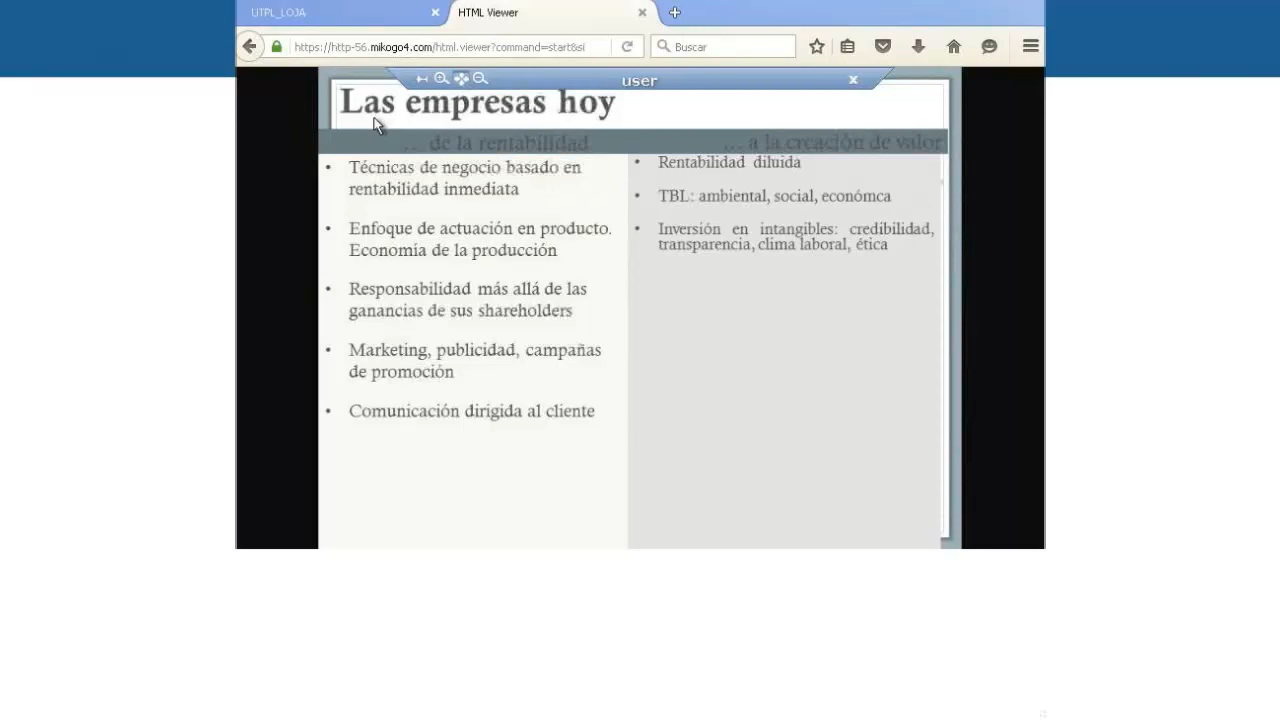 UTPL_LOJA
HTML Viewer
https://http-56.mikogo4.com/html.viewer?command=start&si
Buscar
user
Las empresas hoy
... de la rentabilidad
Técnicas de negocio basado en
rentabilidad inmediata
Enfoque de actuación en producto.
Economía de la producción
Responsabilidad más allá de las
ganancias de sus shareholders
Marketing, publicidad, campañas
de promoción
Comunicación dirigida al cliente
... a la creación de valor
Rentabilidad diluida
TBL: ambiental, social, económca
Inversión en intangibles: credibilidad,
transparencia, clima laboral, ética